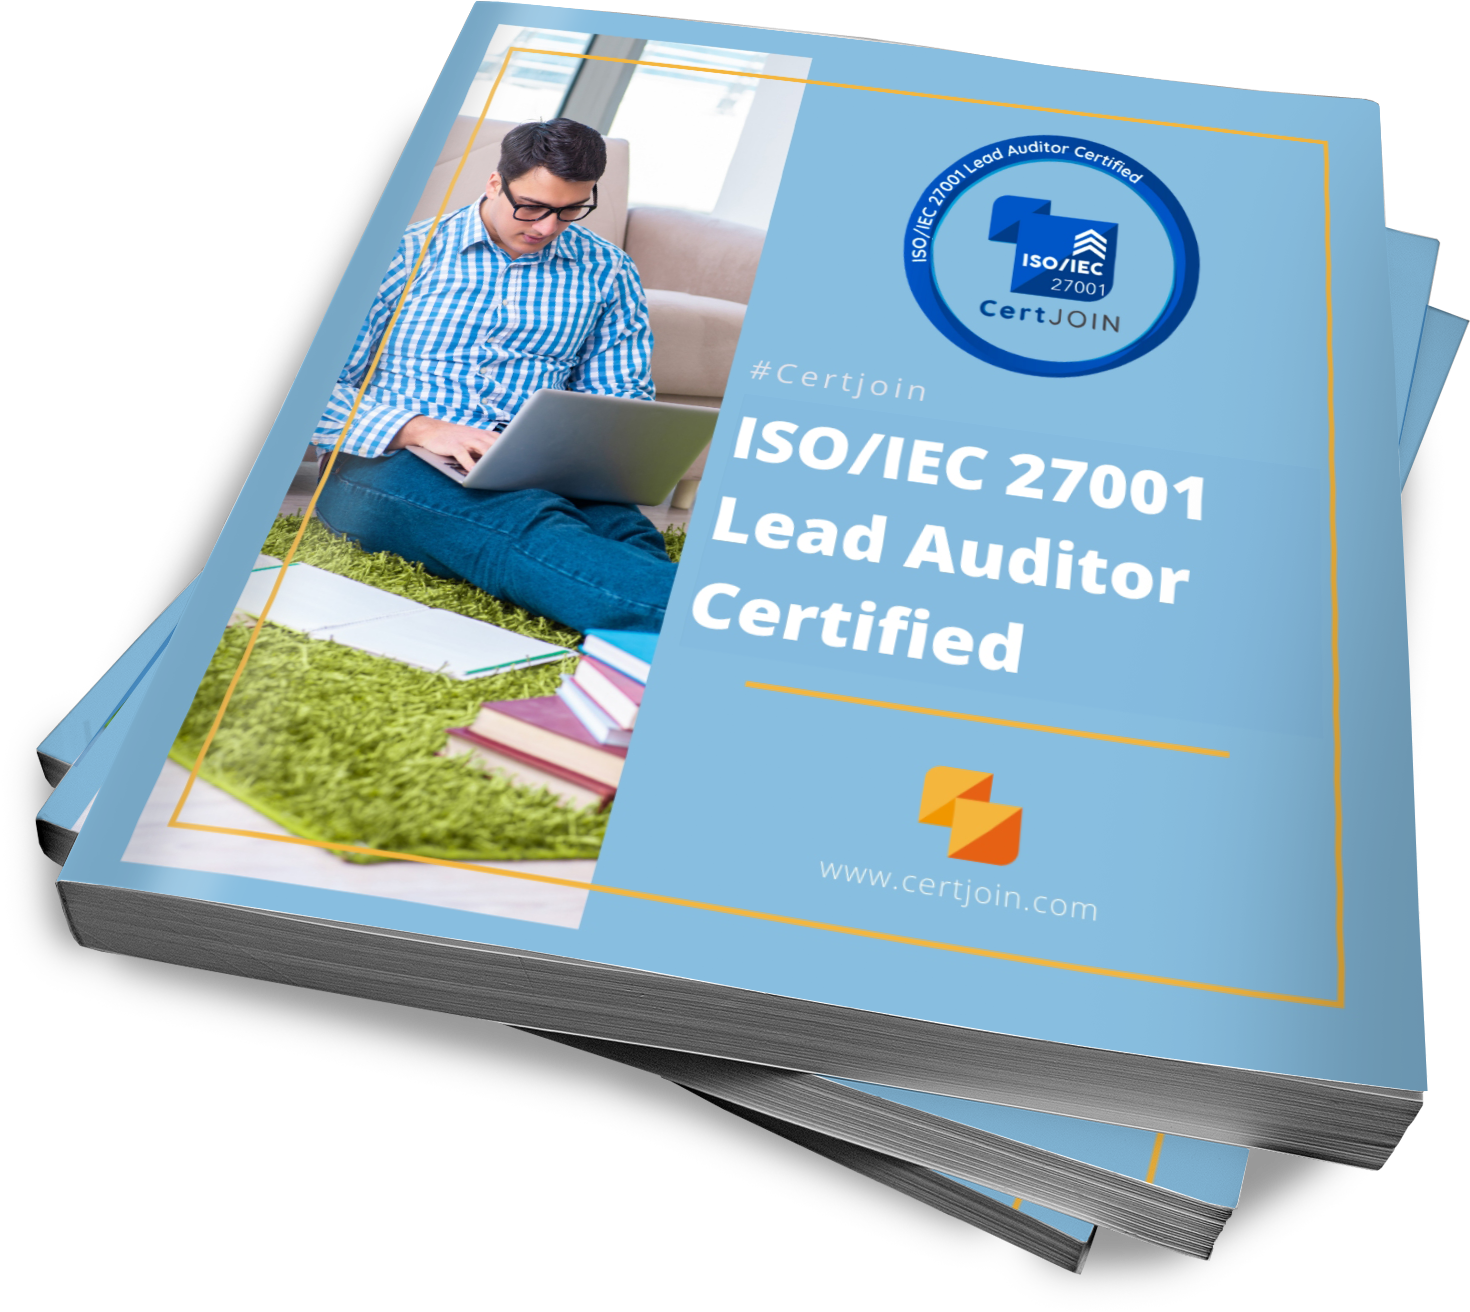 ISO/IEC 27001 Lead Auditor Certified
ISO/IEC
27001
CertJOIN
#Certjoin
ISO/IEC 27001
Lead Auditor
Certified
www.certjoin.com